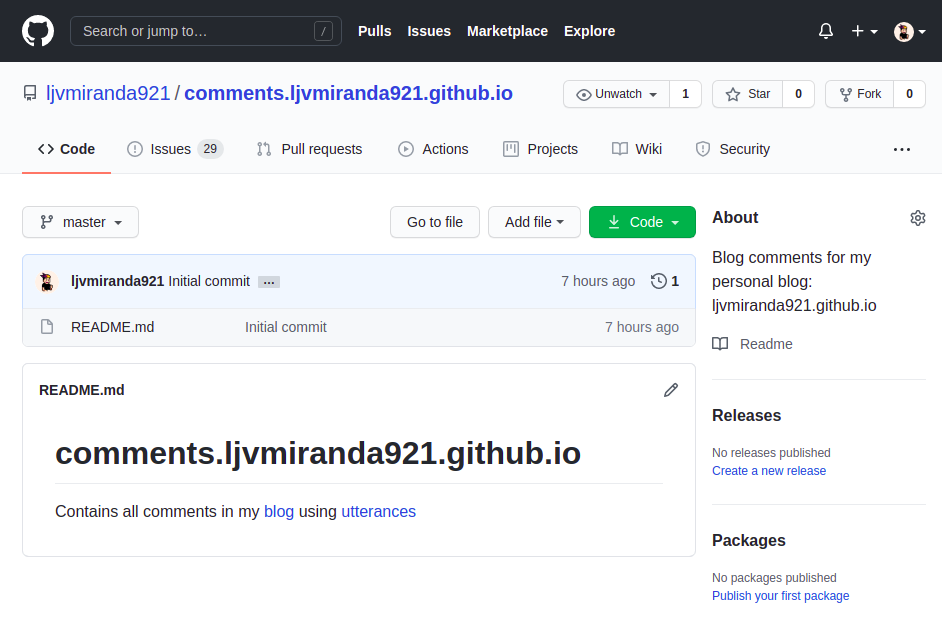 Search or jump to… /
Pulls Issues Marketplace Explore
ljvmiranda921 / comments.ljvmiranda921.github.io
Unwatch 1 Star 0 Fork 0
Code Issues 29 Pull requests Actions Projects Wiki Security
master Go to file Add file Code
ljvmiranda921 Initial commit … 7 hours ago 1
README.md Initial commit 7 hours ago
README.md
comments.ljvmiranda921.github.io
Contains all comments in my blog using utterances
About
Blog comments for my
personal blog:
ljvmiranda921.github.io
Readme
Releases
No releases published
Create a new release
Packages
No packages published
Publish your first package